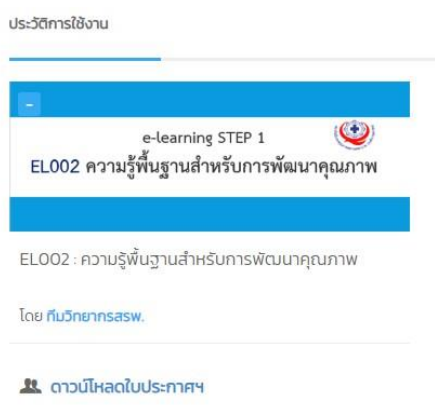 ประวัติการใช้งาน
e-learning STEP 1
EL002 ความรู้พื้นฐานสำหรับการพัฒนาคุณภาพ
EL002 : ความรู้พื้นฐานสำหรับการพัฒนาคุณภาพ
โดย ทีมวิทยากรสรพ.
ดาวน์โหลดใบประกาศฯ